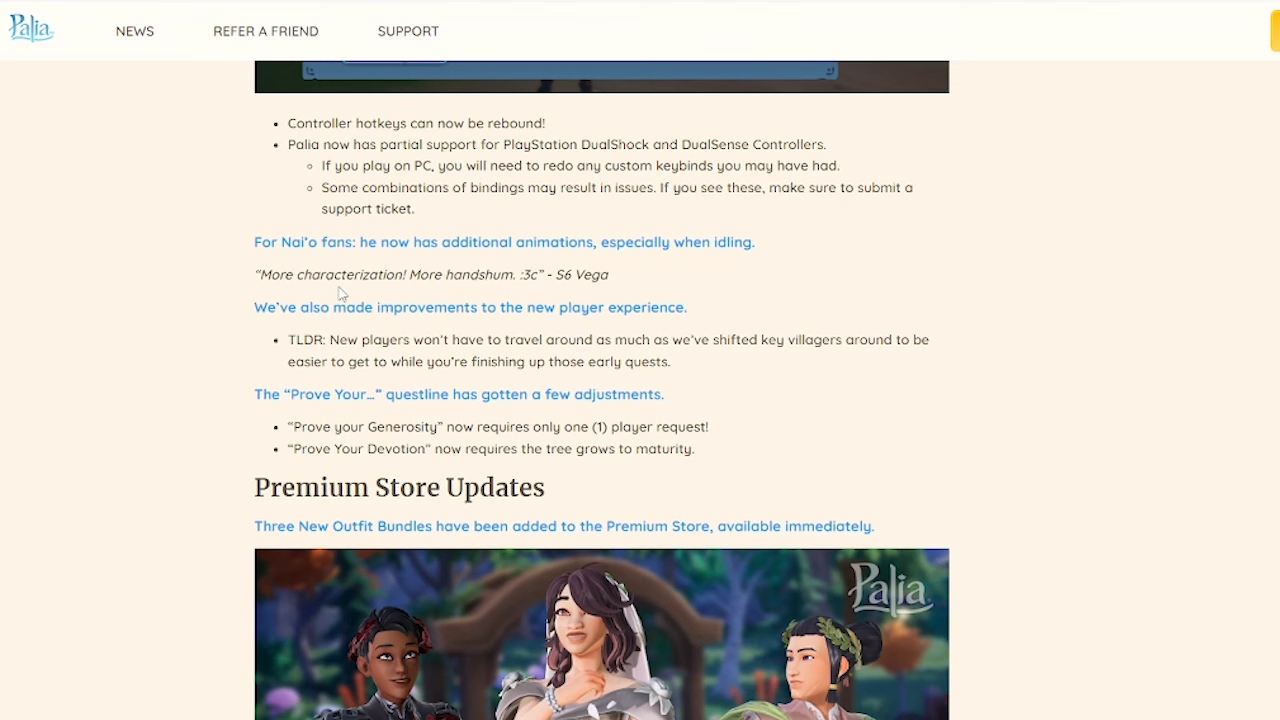 Palia
NEWS
REFER A FRIEND
SUPPORT
Controller hotkeys can now be rebound!
Palia now has partial support for PlayStation DualShock and DualSense Controllers.
If you play on PC, you will need to redo any custom keybinds you may have had.
Some combinations of bindings may result in issues. If you see these, make sure to submit a
support ticket.
For Nai’o fans: he now has additional animations, especially when idling.
“More characterization! More handshum. :3c” - S6 Vega
We’ve also made improvements to the new player experience.
TLDR: New players won’t have to travel around as much as we’ve shifted key villagers around to be
easier to get to while you’re finishing up those early quests.
The “Prove Your…“ questline has gotten a few adjustments.
“Prove your Generosity” now requires only one (1) player request!
“Prove Your Devotion“ now requires the tree grows to maturity.
Premium Store Updates
Three New Outfit Bundles have been added to the Premium Store, available immediately.
Palia